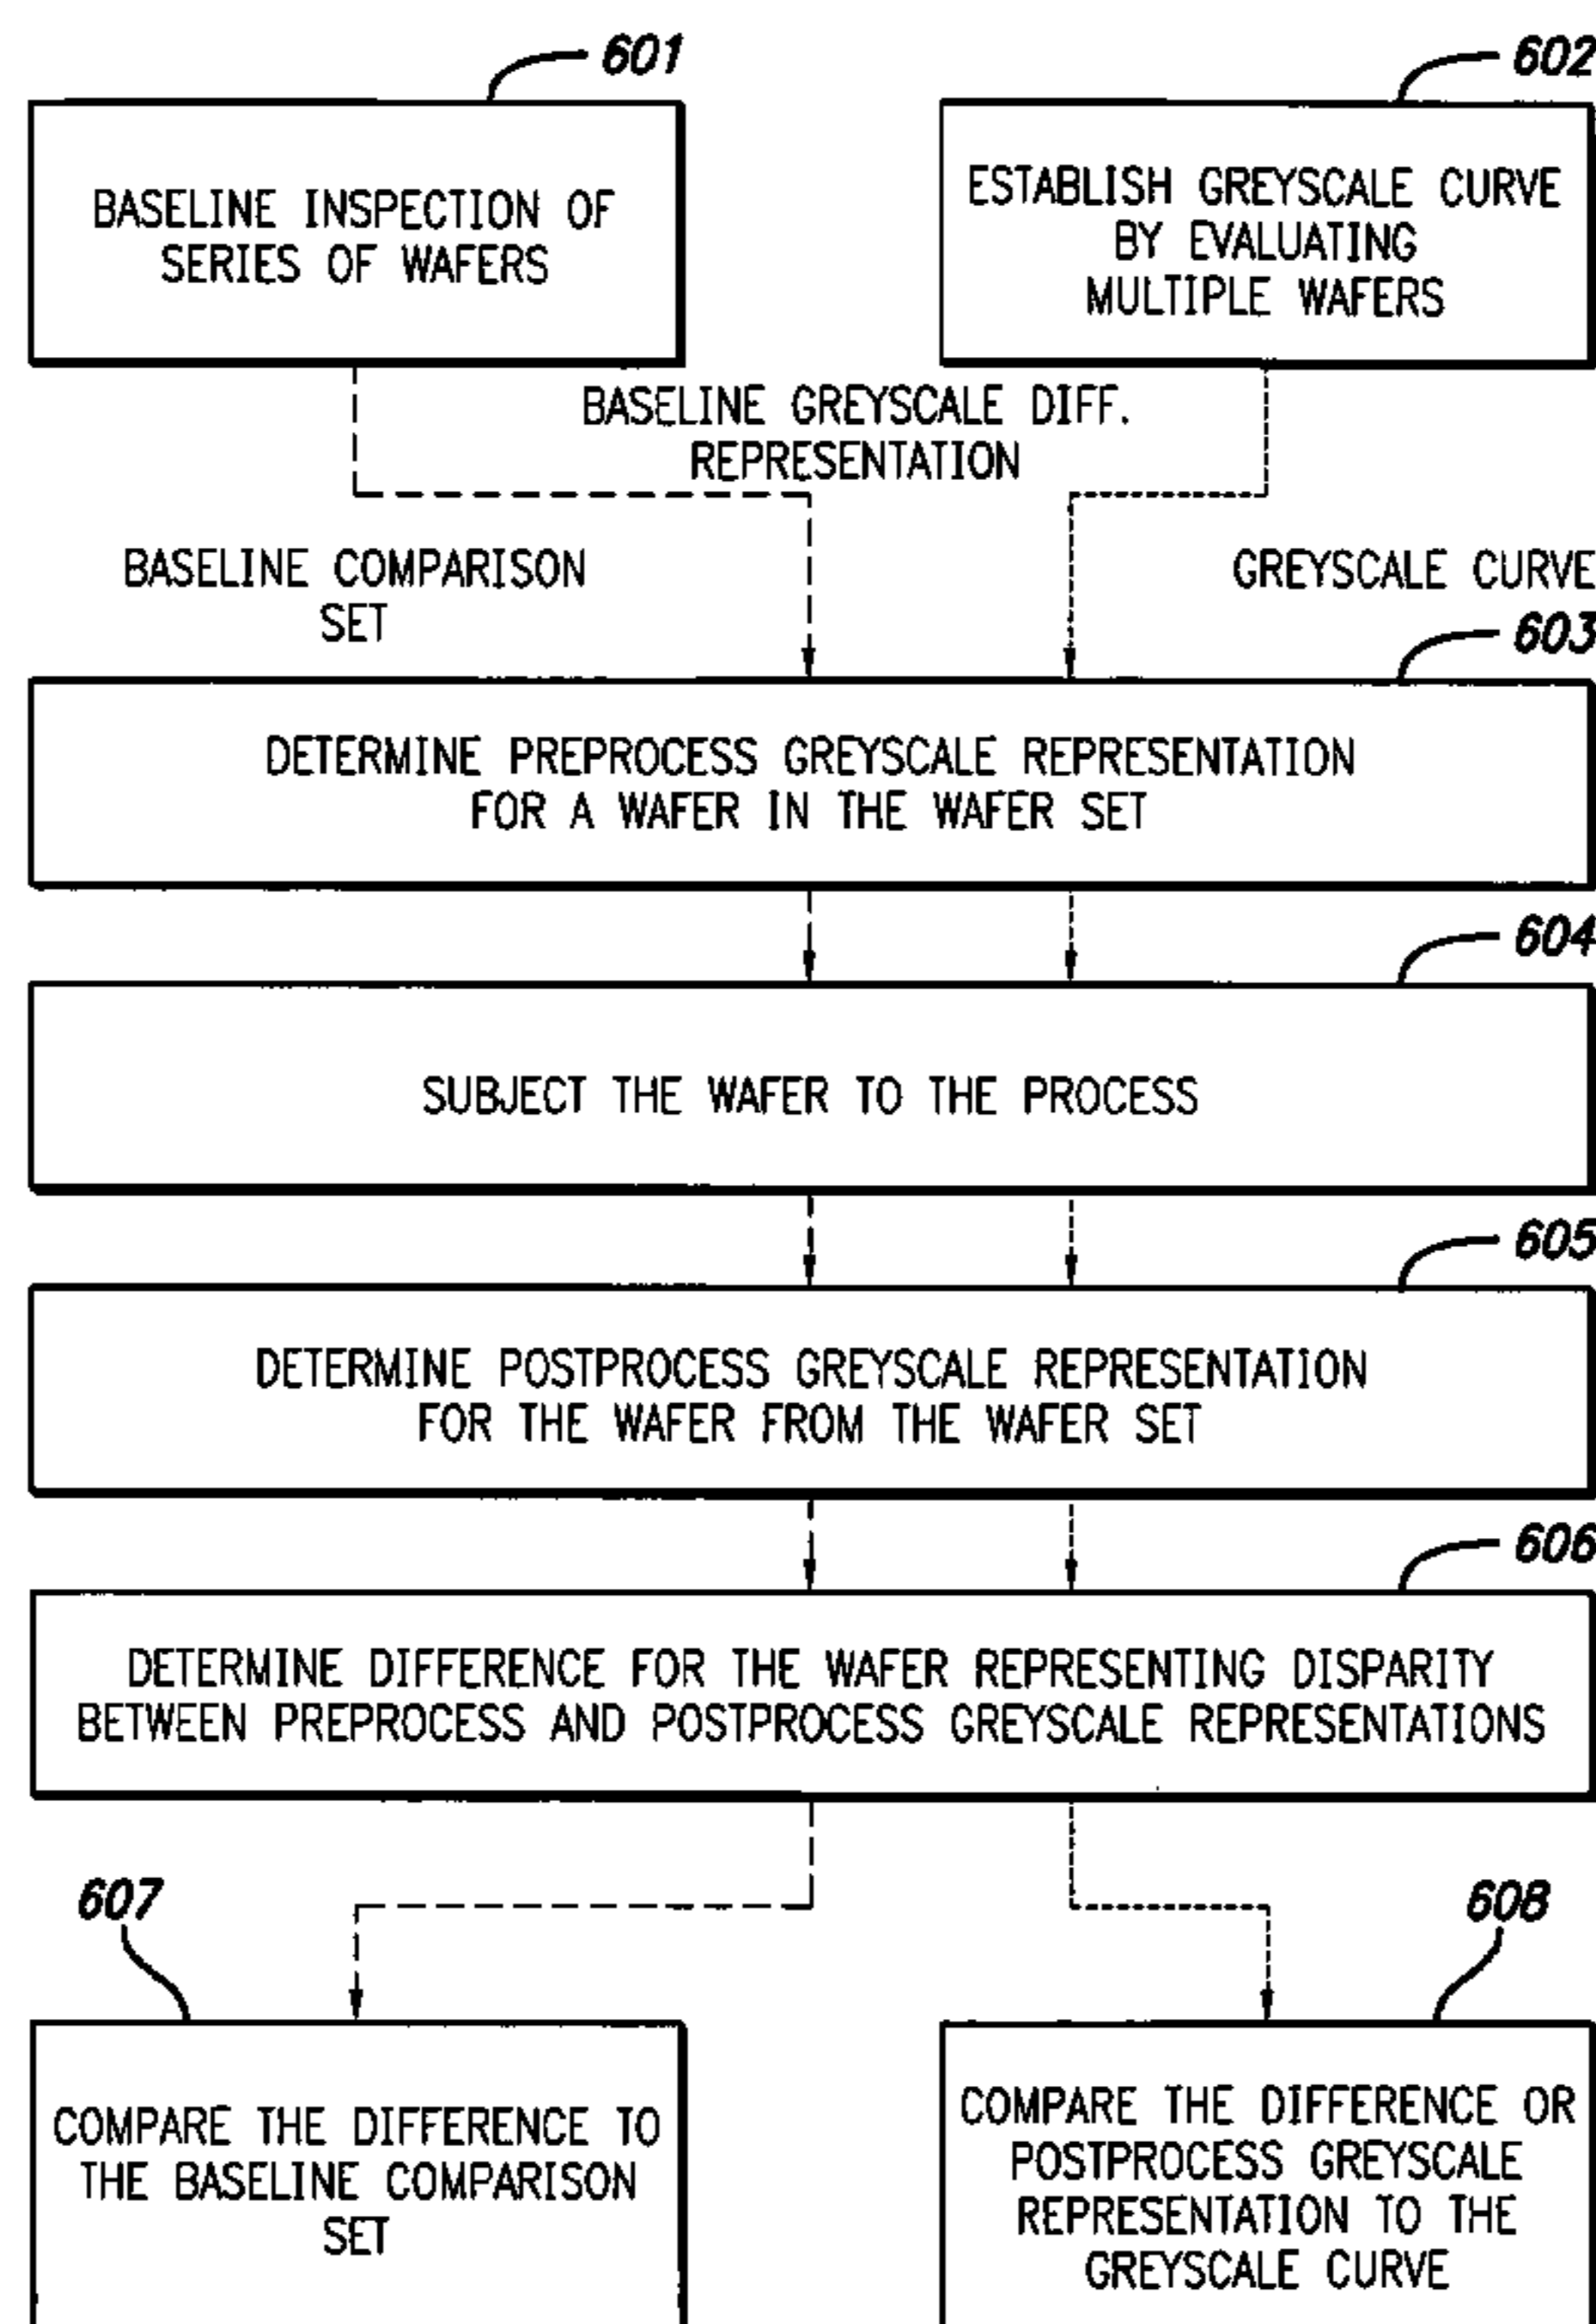 601
602
BASELINE INSPECTION OF
SERIES OF WAFERS
ESTABLISH GREYSCALE CURVE
BY EVALUATING
MULTIPLE WAFERS
BASELINE GREYSCALE DIFF.
REPRESENTATION
BASELINE COMPARISON
SET
GREYSCALE CURVE
603
DETERMINE PREPROCESS GREYSCALE REPRESENTATION
FOR A WAFER IN THE WAFER SET
604
SUBJECT THE WAFER TO THE PROCESS
605
DETERMINE POSTPROCESS GREYSCALE REPRESENTATION
FOR THE WAFER FROM THE WAFER SET
606
DETERMINE DIFFERENCE FOR THE WAFER REPRESENTING DISPARITY
BETWEEN PREPROCESS AND POSTPROCESS GREYSCALE REPRESENTATIONS
607
608
COMPARE THE DIFFERENCE TO
THE BASELINE COMPARISON
SET
COMPARE THE DIFFERENCE OR
POSTPROCESS GREYSCALE
REPRESENTATION TO THE
GREYSCALE CURVE